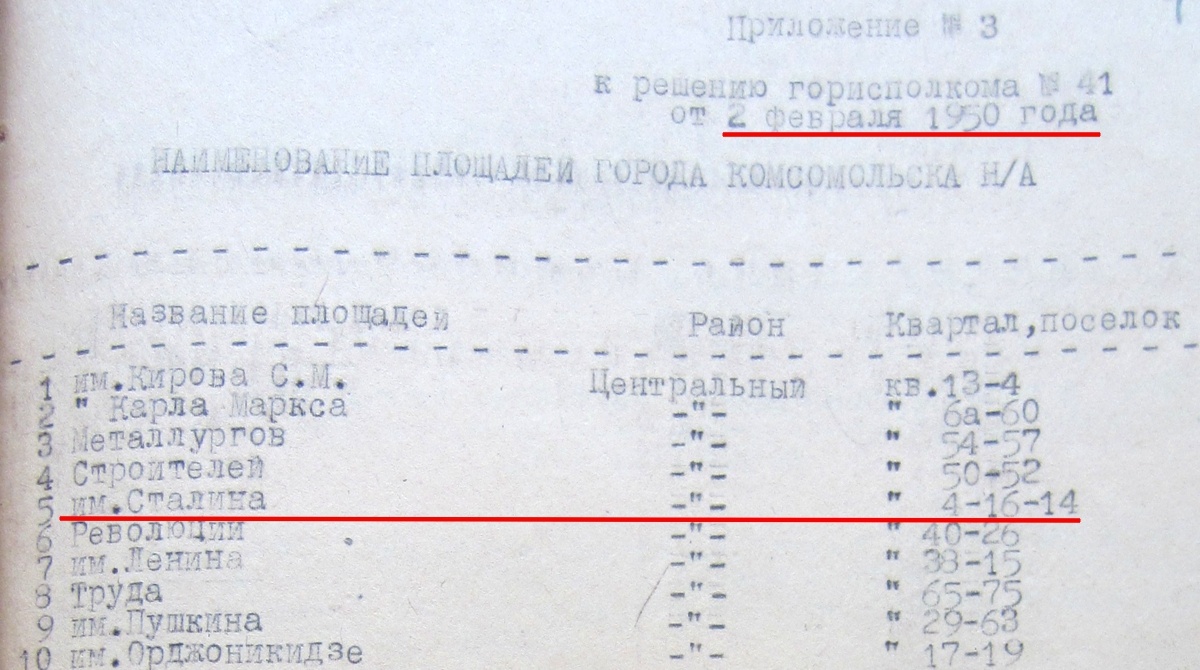 Приложение № 3
к решению горисполкома № 41
от 2 февраля 1950 года
НАИМЕНОВАНИЕ ПЛОЩАДЕЙ ГОРОДА КОМСОМОЛЬСКА Н/А
Название площадей Район Квартал,поселок
1 им.Кирова С.М. Центральный кв.13-4
2 " Карла Маркса -"- " 6а-60
3 Металлургов -"- " 54-57
4 Строителей -"- " 50-52
5 им.Сталина -"- " 4-16-14
6 Революции -"- " 40-26
7 им.Ленина -"- " 38-15
8 Труда -"- " 65-75
9 им.Пушкина -"- " 29-63
10 им.Орджоникидзе -"- " 17-19